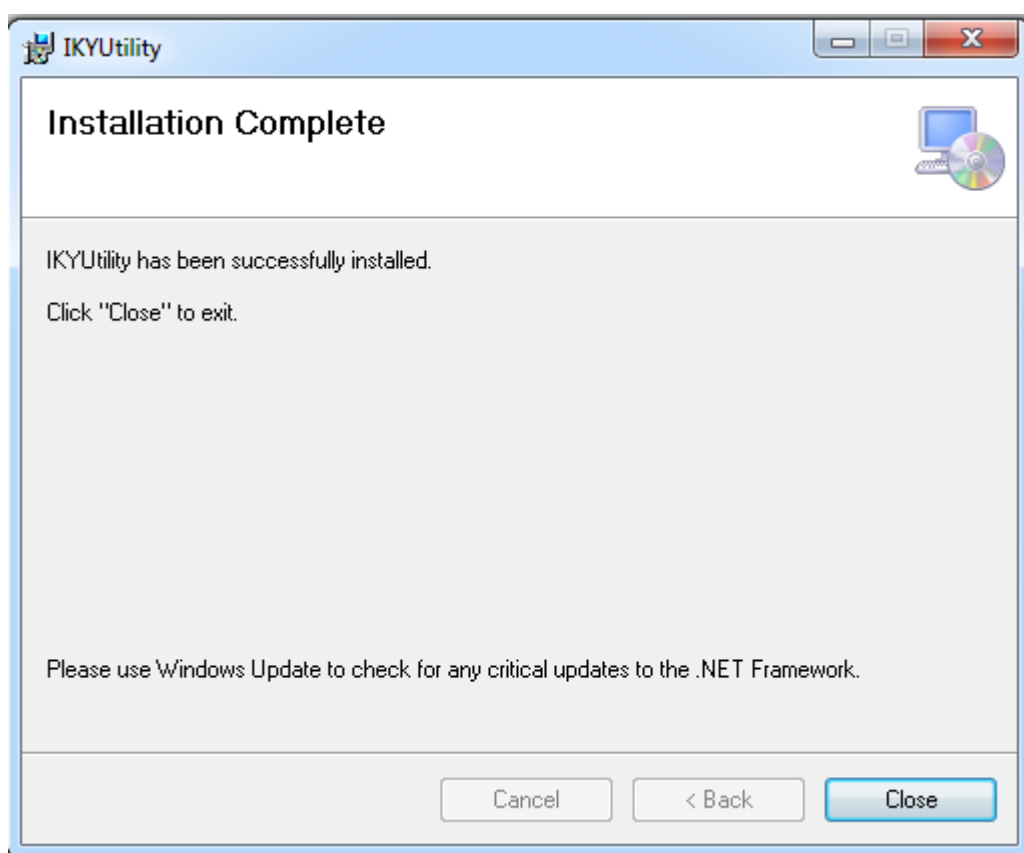 IKYUtility
Installation Complete
IKYUtility has been successfully installed.
Click "Close" to exit.
Please use Windows Update to check for any critical updates to the .NET Framework.
Cancel
< Back
Close